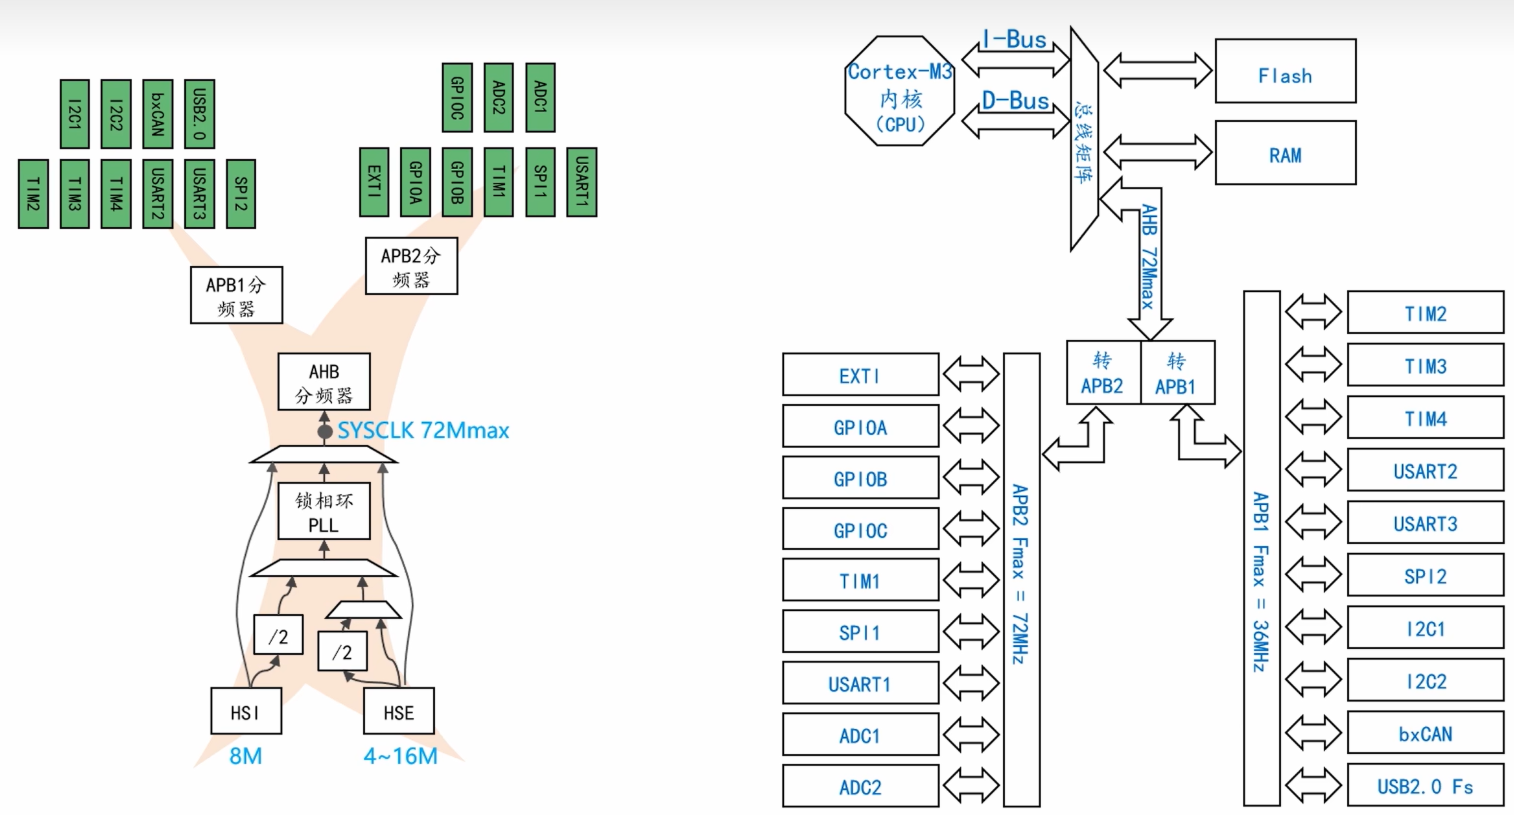 I2C1
I2C2
bxCAN
USB2.0
TIM2
TIM3
TIM4
USART2
USART3
SPI2
GPIOC
ADC2
ADC1
EXTI
GPIOA
GPIOB
TIM1
SPI1
USART1
APB1分
频器
APB2分
频器
AHB
分频器
SYSCLK 72Mmax
锁相环
PLL
/2
/2
HSI
HSE
8M
4~16M
Cortex-M3
内核
(CPU)
I-Bus
D-Bus
总线矩阵
Flash
RAM
AHB 72Mmax
转
APB2
转
APB1
EXTI
GPIOA
GPIOB
GPIOC
TIM1
SPI1
USART1
ADC1
ADC2
APB2 Fmax = 72MHz
APB1 Fmax = 36MHz
TIM2
TIM3
TIM4
USART2
USART3
SPI2
I2C1
I2C2
bxCAN
USB2.0 Fs